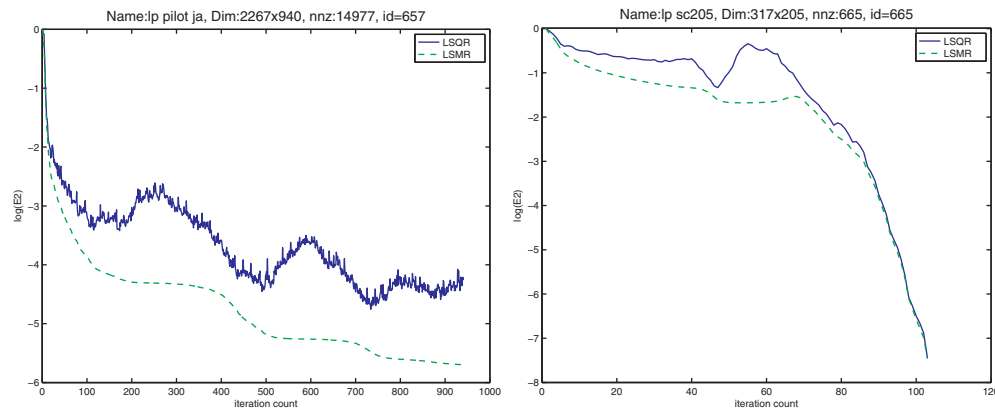 Name:lp pilot ja, Dim:2267x940, nnz:14977, id=657
LSQR
LSMR
log(E2)
0
−1
−2
−3
−4
−5
−6
0 100 200 300 400 500 600 700 800 900 1000
iteration count
Name:lp sc205, Dim:317x205, nnz:665, id=665
LSQR
LSMR
log(E2)
0
−1
−2
−3
−4
−5
−6
−7
−8
0 20 40 60 80 100 120
iteration count